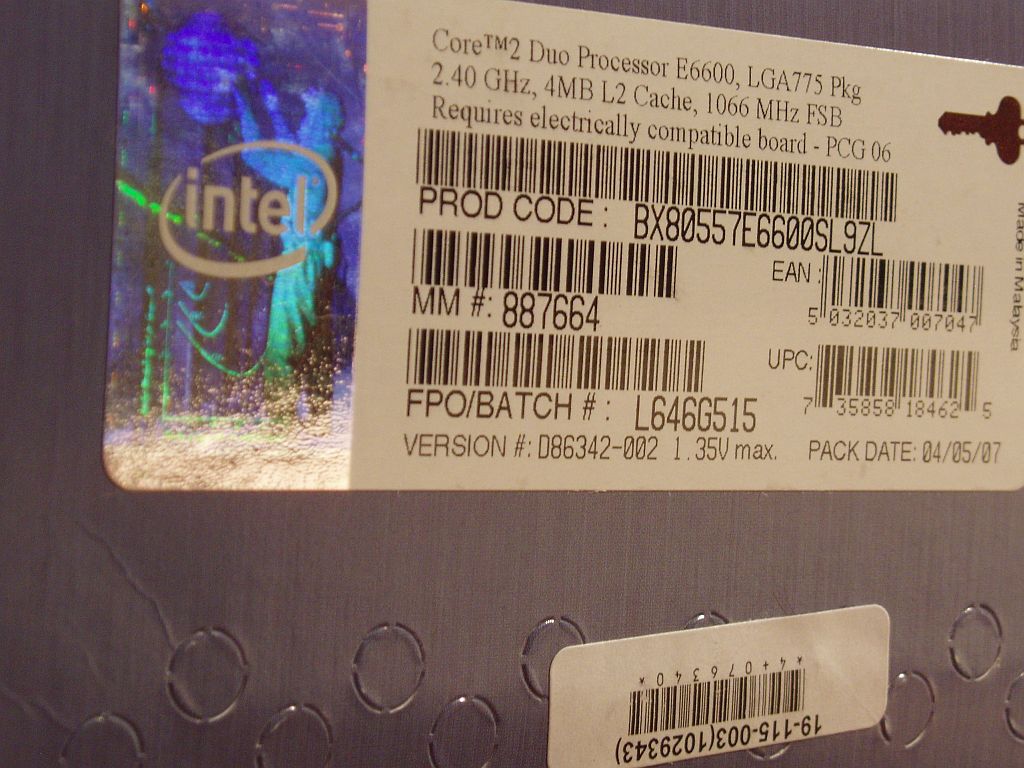 intel®
Core™2 Duo Processor E6600, LGA775 Pkg
2.40 GHz, 4MB L2 Cache, 1066 MHz FSB
Requires electrically compatible board - PCG 06
PROD CODE : BX80557E6600SL9ZL
MM #: 887664
EAN :
5 032037 007047
FPO/BATCH # : L646G515
UPC:
7 35858 18462 5
VERSION #: D86342-002 1.35V max. PACK DATE: 04/05/07
Made in Malaysia
19-115-003(1029343)
*4+076340*